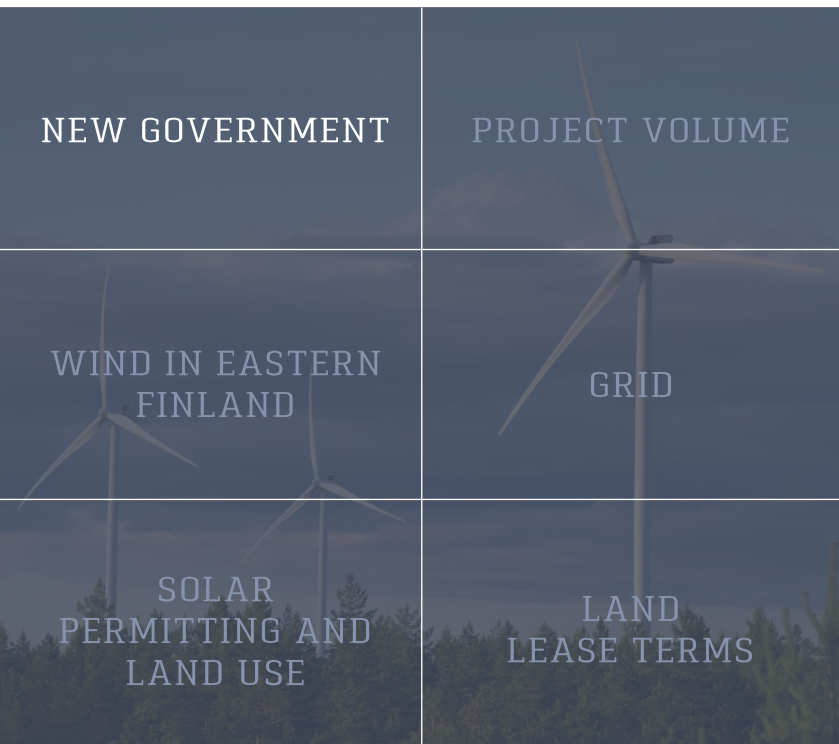 NEW GOVERNMENT
PROJECT VOLUME
WIND IN EASTERN
FINLAND
GRID
SOLAR
PERMITTING AND
LAND USE
LAND
LEASE TERMS